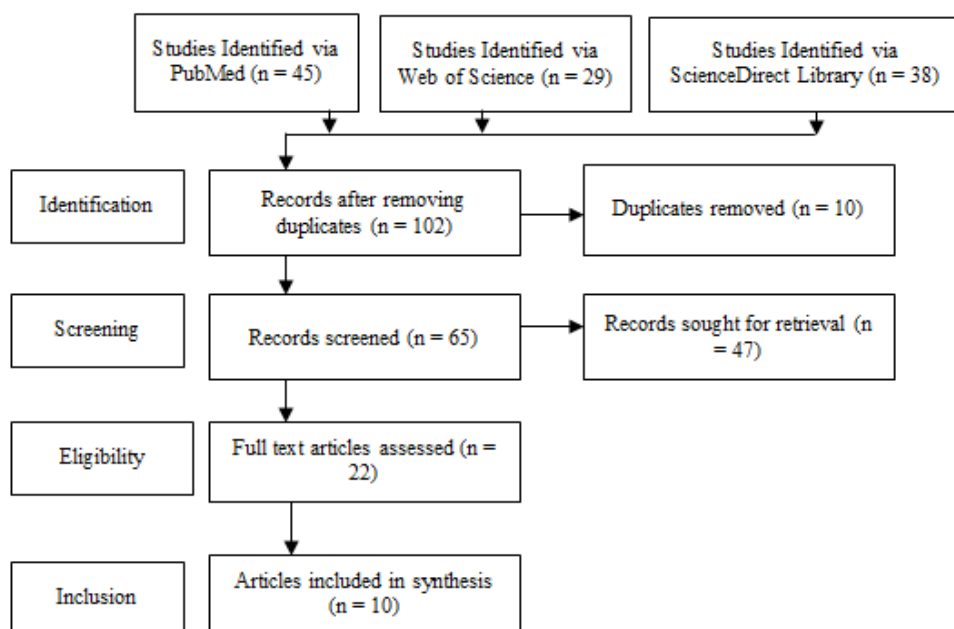 Studies Identified via
PubMed (n = 45)
Studies Identified via
Web of Science (n = 29)
Studies Identified via
ScienceDirect Library (n = 38)
Identification
Records after removing
duplicates (n = 102)
Duplicates removed (n = 10)
Screening
Records screened (n = 65)
Records sought for retrieval (n
= 47)
Eligibility
Full text articles assessed (n =
22)
Inclusion
Articles included in synthesis
(n = 10)